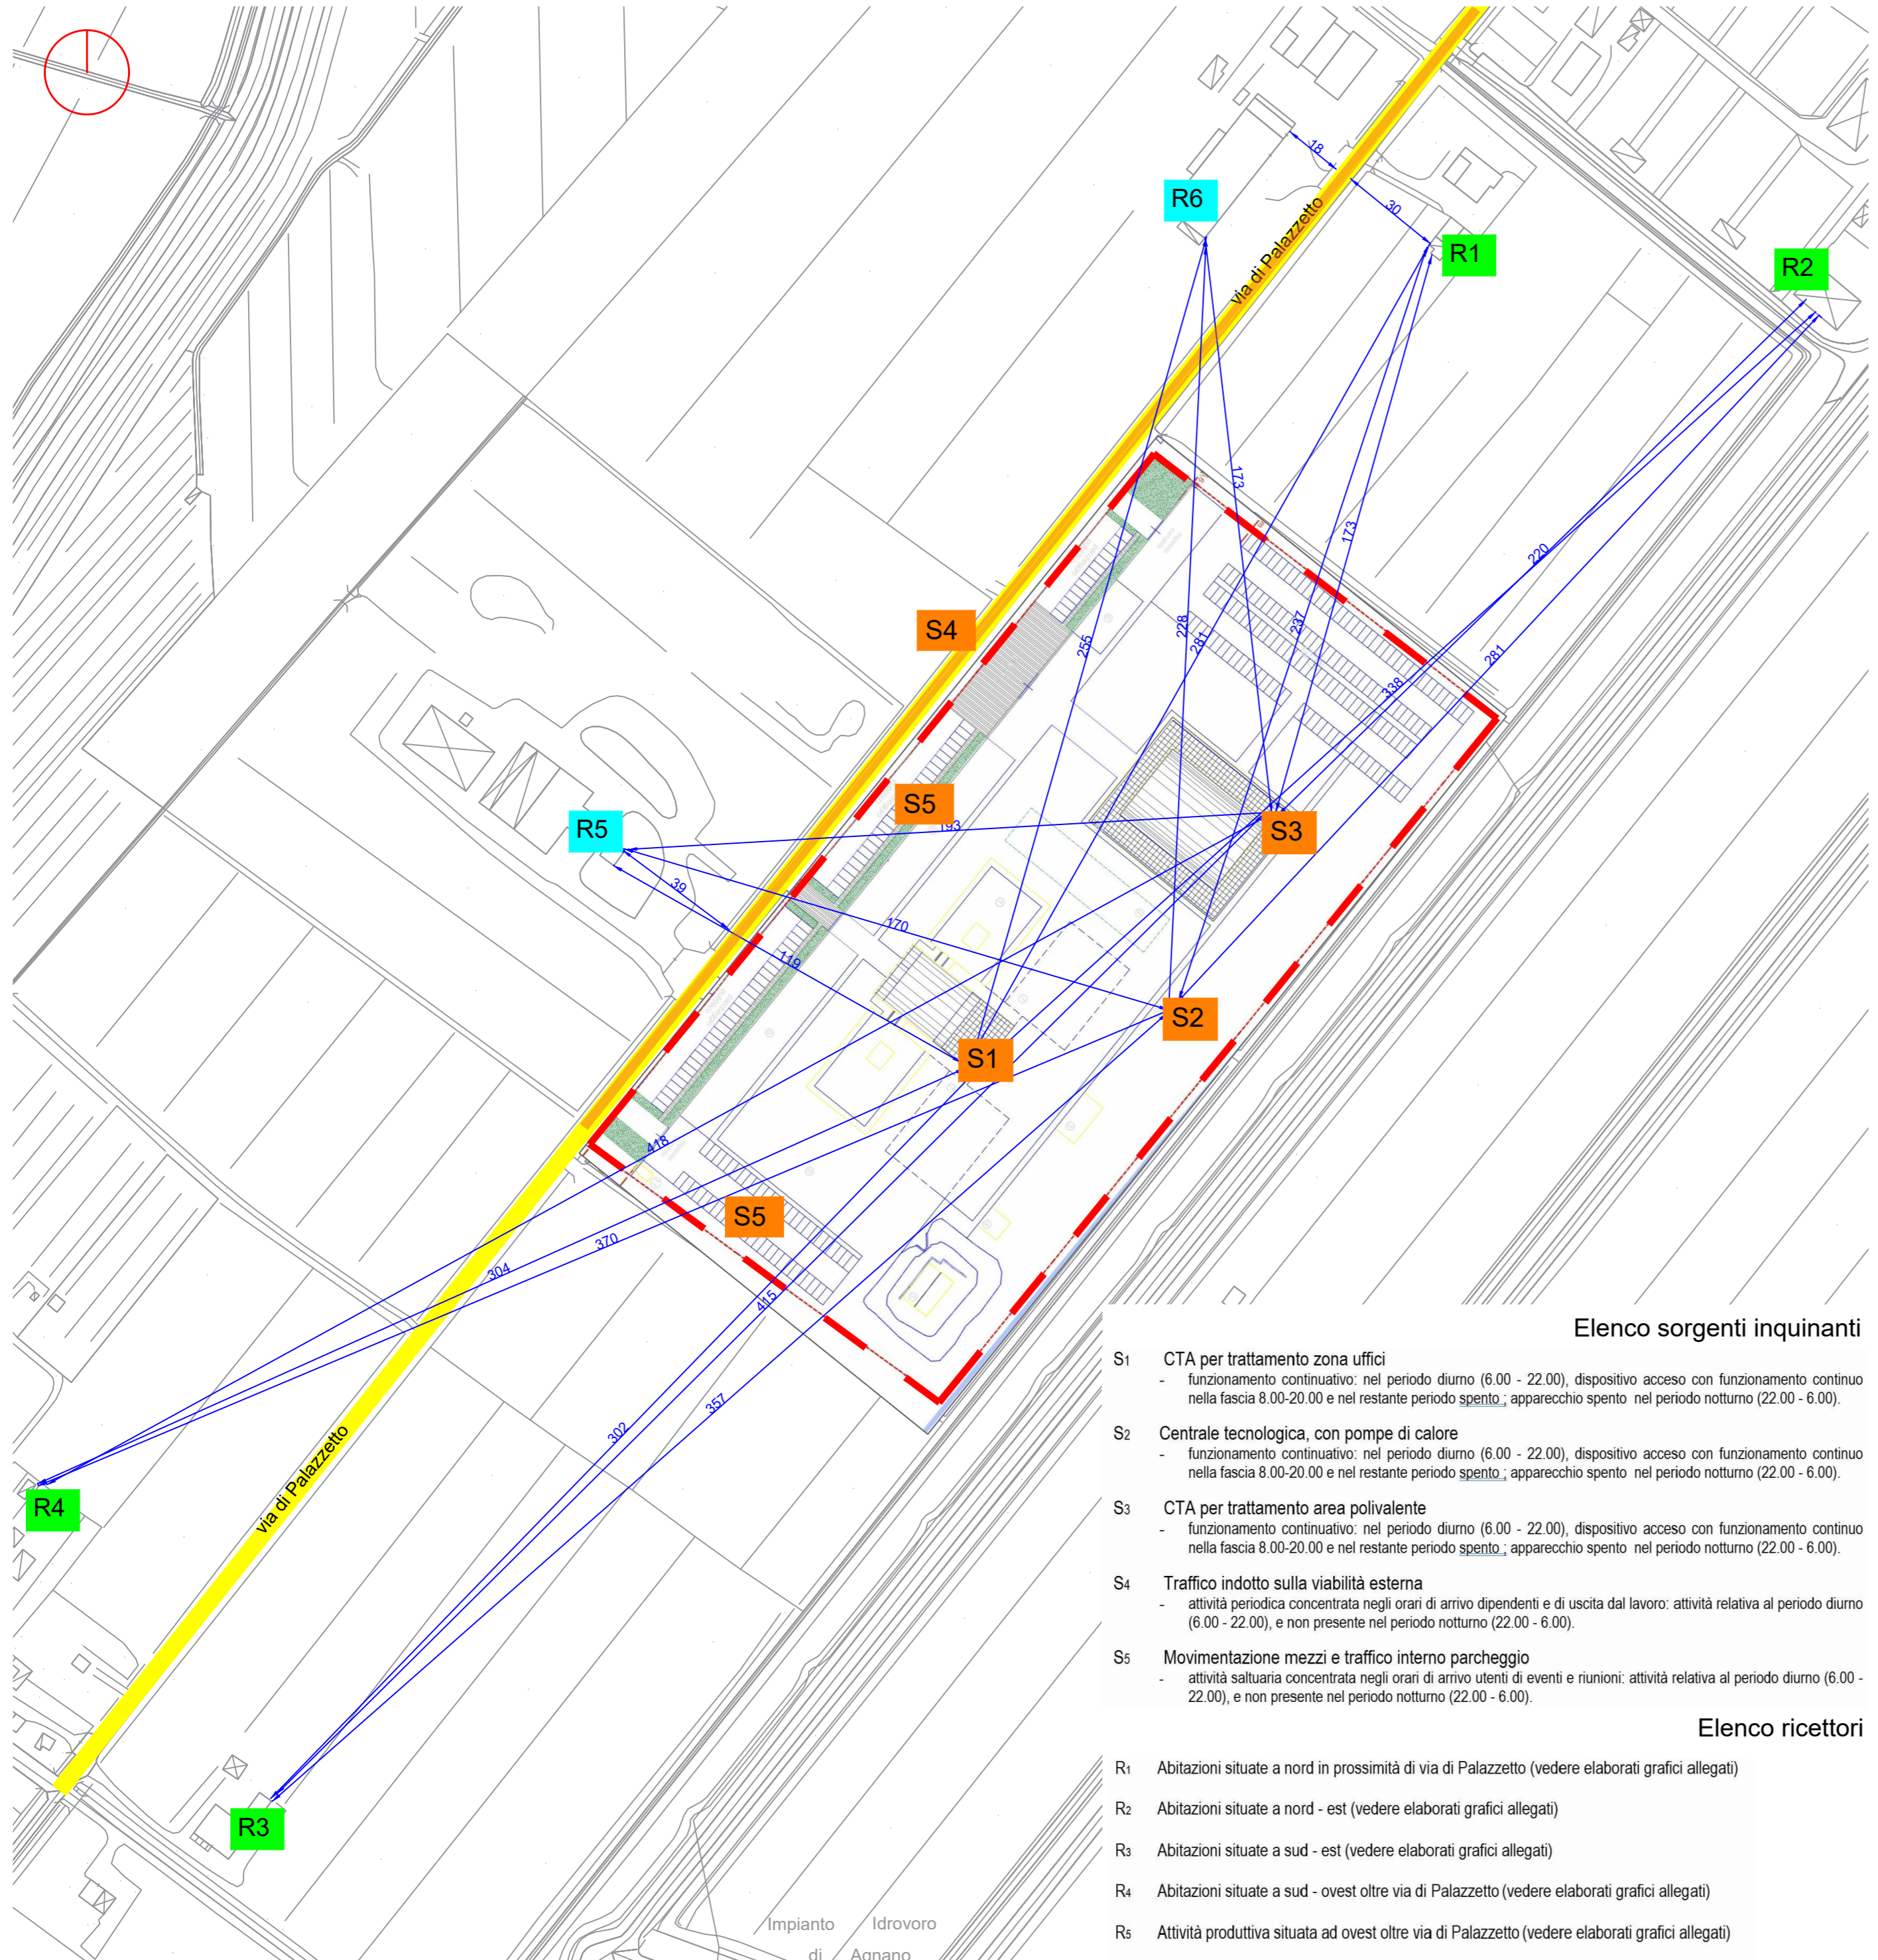 18
R6
30
R1
R2
via di Palazzetto
173
173
220
S4
255
228
281
237
338
281
S5
193
S3
R5
39
170
119
S2
S1
418
S5
370
304
415
302
357
R4
via di Palazzetto
R3
Impianto Idrovoro
di Agnano
Elenco sorgenti inquinanti
S1 CTA per trattamento zona uffici
- funzionamento continuativo: nel periodo diurno (6.00 - 22.00), dispositivo acceso con funzionamento continuo
nella fascia 8.00-20.00 e nel restante periodo spento ; apparecchio spento nel periodo notturno (22.00 - 6.00).
S2 Centrale tecnologica, con pompe di calore
- funzionamento continuativo: nel periodo diurno (6.00 - 22.00), dispositivo acceso con funzionamento continuo
nella fascia 8.00-20.00 e nel restante periodo spento ; apparecchio spento nel periodo notturno (22.00 - 6.00).
S3 CTA per trattamento area polivalente
- funzionamento continuativo: nel periodo diurno (6.00 - 22.00), dispositivo acceso con funzionamento continuo
nella fascia 8.00-20.00 e nel restante periodo spento ; apparecchio spento nel periodo notturno (22.00 - 6.00).
S4 Traffico indotto sulla viabilità esterna
- attività periodica concentrata negli orari di arrivo dipendenti e di uscita dal lavoro: attività relativa al periodo diurno
(6.00 - 22.00), e non presente nel periodo notturno (22.00 - 6.00).
S5 Movimentazione mezzi e traffico interno parcheggio
- attività saltuaria concentrata negli orari di arrivo utenti di eventi e riunioni: attività relativa al periodo diurno (6.00 -
22.00), e non presente nel periodo notturno (22.00 - 6.00).
Elenco ricettori
R1 Abitazioni situate a nord in prossimità di via di Palazzetto (vedere elaborati grafici allegati)
R2 Abitazioni situate a nord - est (vedere elaborati grafici allegati)
R3 Abitazioni situate a sud - est (vedere elaborati grafici allegati)
R4 Abitazioni situate a sud - ovest oltre via di Palazzetto (vedere elaborati grafici allegati)
R5 Attività produttiva situata ad ovest oltre via di Palazzetto (vedere elaborati grafici allegati)